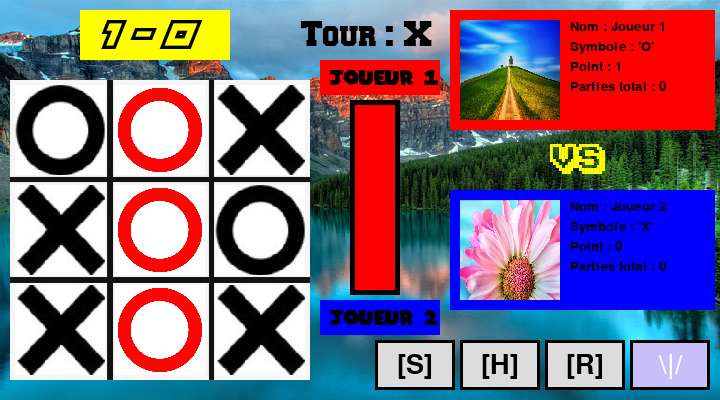 1-0
Tour : X
JOUEUR 1
Nom : Joueur 1
Symbole : 'O'
Point : 1
Parties total : 0
VS
Nom : Joueur 2
Symbole : 'X'
Point : 0
Parties total : 0
JOUEUR 2
O O X
X O O
X O X
[S] [H] [R] \|/